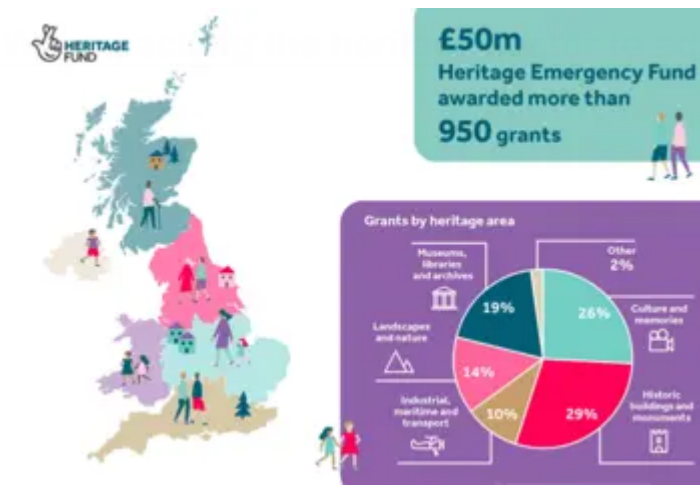 HERITAGE
FUND
£50m
Heritage Emergency Fund
awarded more than
950 grants
Grants by heritage area
Museums,
libraries
and archives
Other
2%
19%
26%
Culture and
memories
Landscapes
and nature
14%
Industrial,
maritime and
transport
10%
29%
Historic
buildings and
monuments